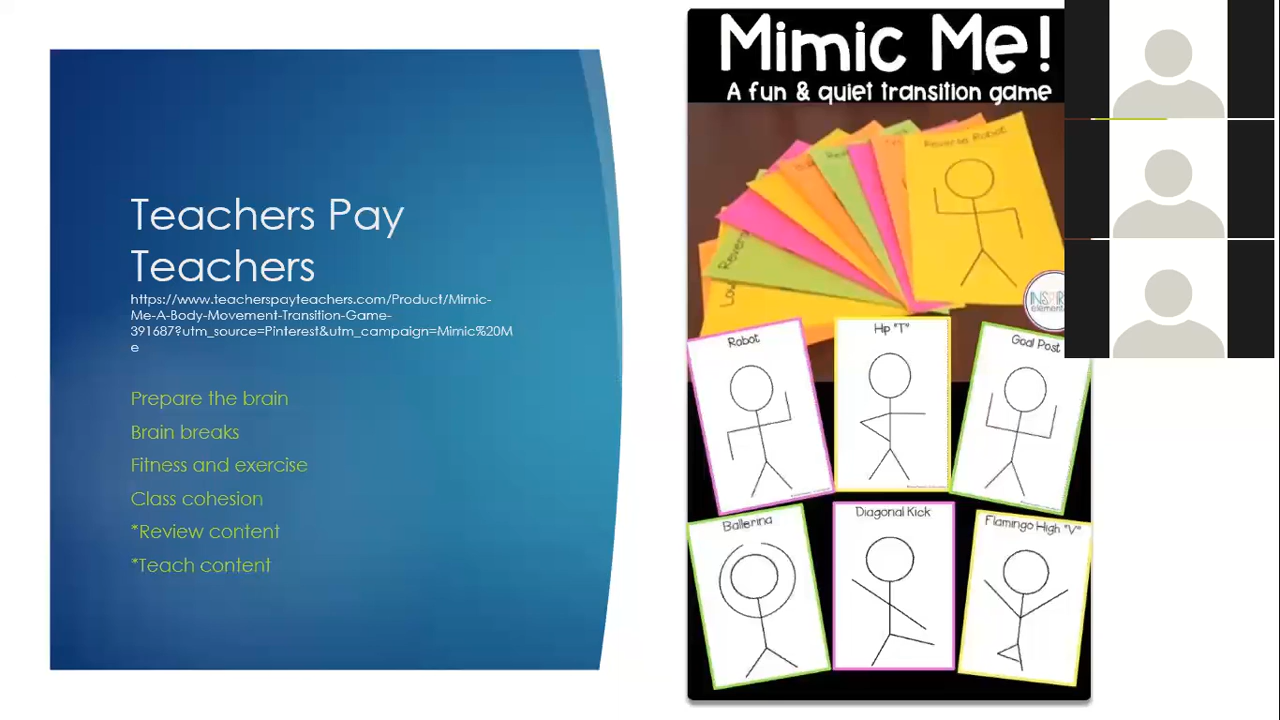 Teachers Pay
Teachers
https://www.teacherspayteachers.com/Product/Mimic-
Me-A-Body-Movement-Transition-Game-
391687?utm_source=Pinterest&utm_campaign=Mimic%20M
e
Prepare the brain
Brain breaks
Fitness and exercise
Class cohesion
*Review content
*Teach content
Mimic Me!
A fun & quiet transition game
Reverse Robot
Robot
Hip "T"
Goal Post
Ballerina
Diagonal Kick
Flamingo High "V"